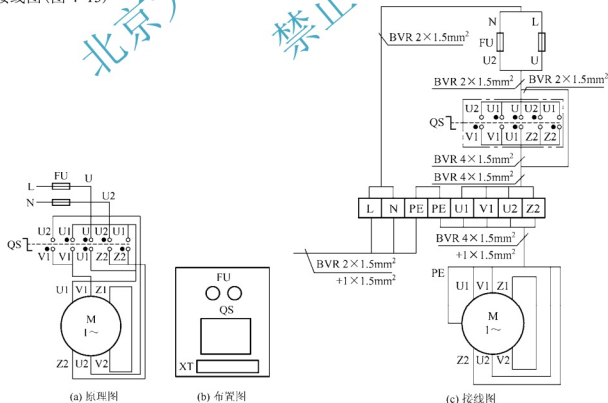 接线图(图4-13)
北京
禁止
N L
BVR 2×1.5mm²
FU
U2 U
BVR 2×1.5mm² BVR 2×1.5mm²
U2 U1 U U2 U1
QS
V1 V1 U1 Z2 Z2
BVR 4×1.5mm²
BVR 4×1.5mm²
L N PE PE U1 V1 U2 Z2
BVR 4×1.5mm²
+1×1.5mm²
BVR 2×1.5mm²
+1×1.5mm²
PE
U1 V1 Z1
M
1～
Z2 U2 V2
(c) 接线图
FU U
L
N U2
U2 U1 U U2 U1
QS
V1 V1 U1 Z2 Z2
U1 V1 Z1
M
1～
Z2 U2 V2
(a) 原理图
FU
QS
XT
(b) 布置图